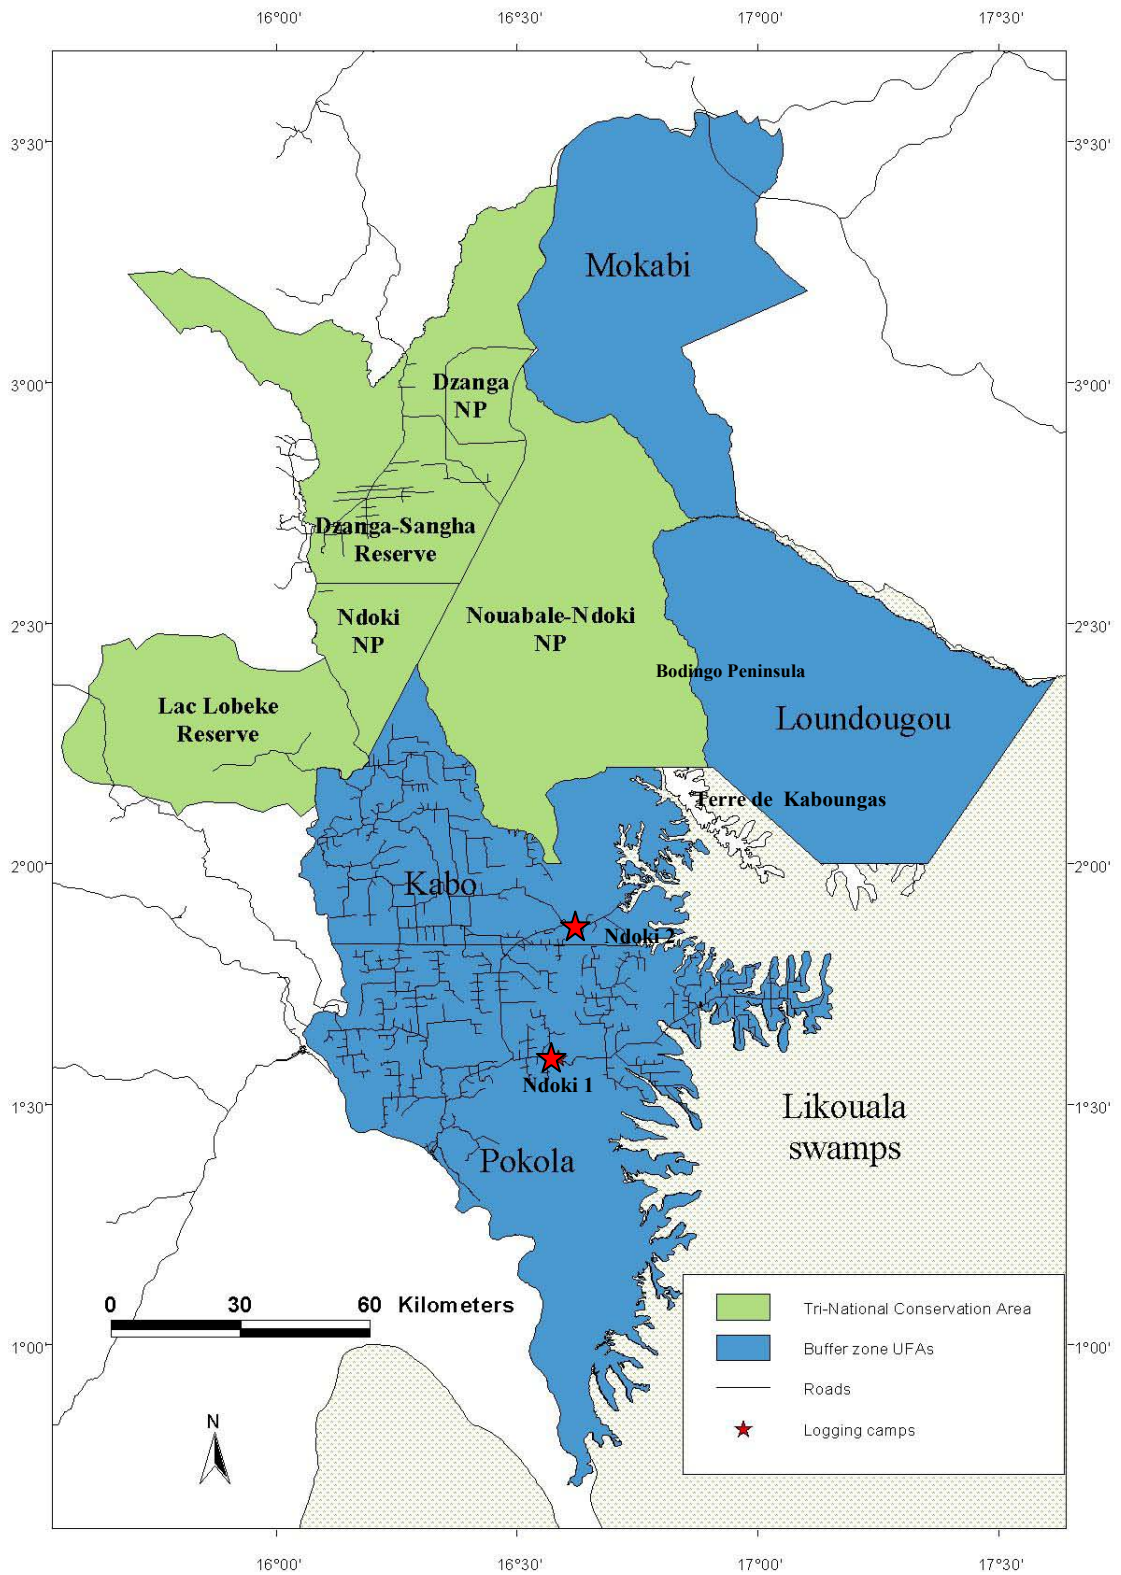 16°00'
16°30'
17°00'
17°30'
3°30'
3°30'
Mokabi
3°00'
Dzanga
NP
3°00'
Dzanga-Sangha
Reserve
2°30'
Ndoki
NP
Nouabale-Ndoki
NP
2°30'
Bodingo Peninsula
Lac Lobeke
Reserve
Loundougou
Terre de Kaboungas
2°00'
2°00'
Kabo
Ndoki 2
Ndoki 1
1°30'
1°30'
Likouala
swamps
Pokola
0 30 60 Kilometers
Tri-National Conservation Area
1°00'
Buffer zone UFAs
1°00'
Roads
N
Logging camps
16°00'
16°30'
17°00'
17°30'